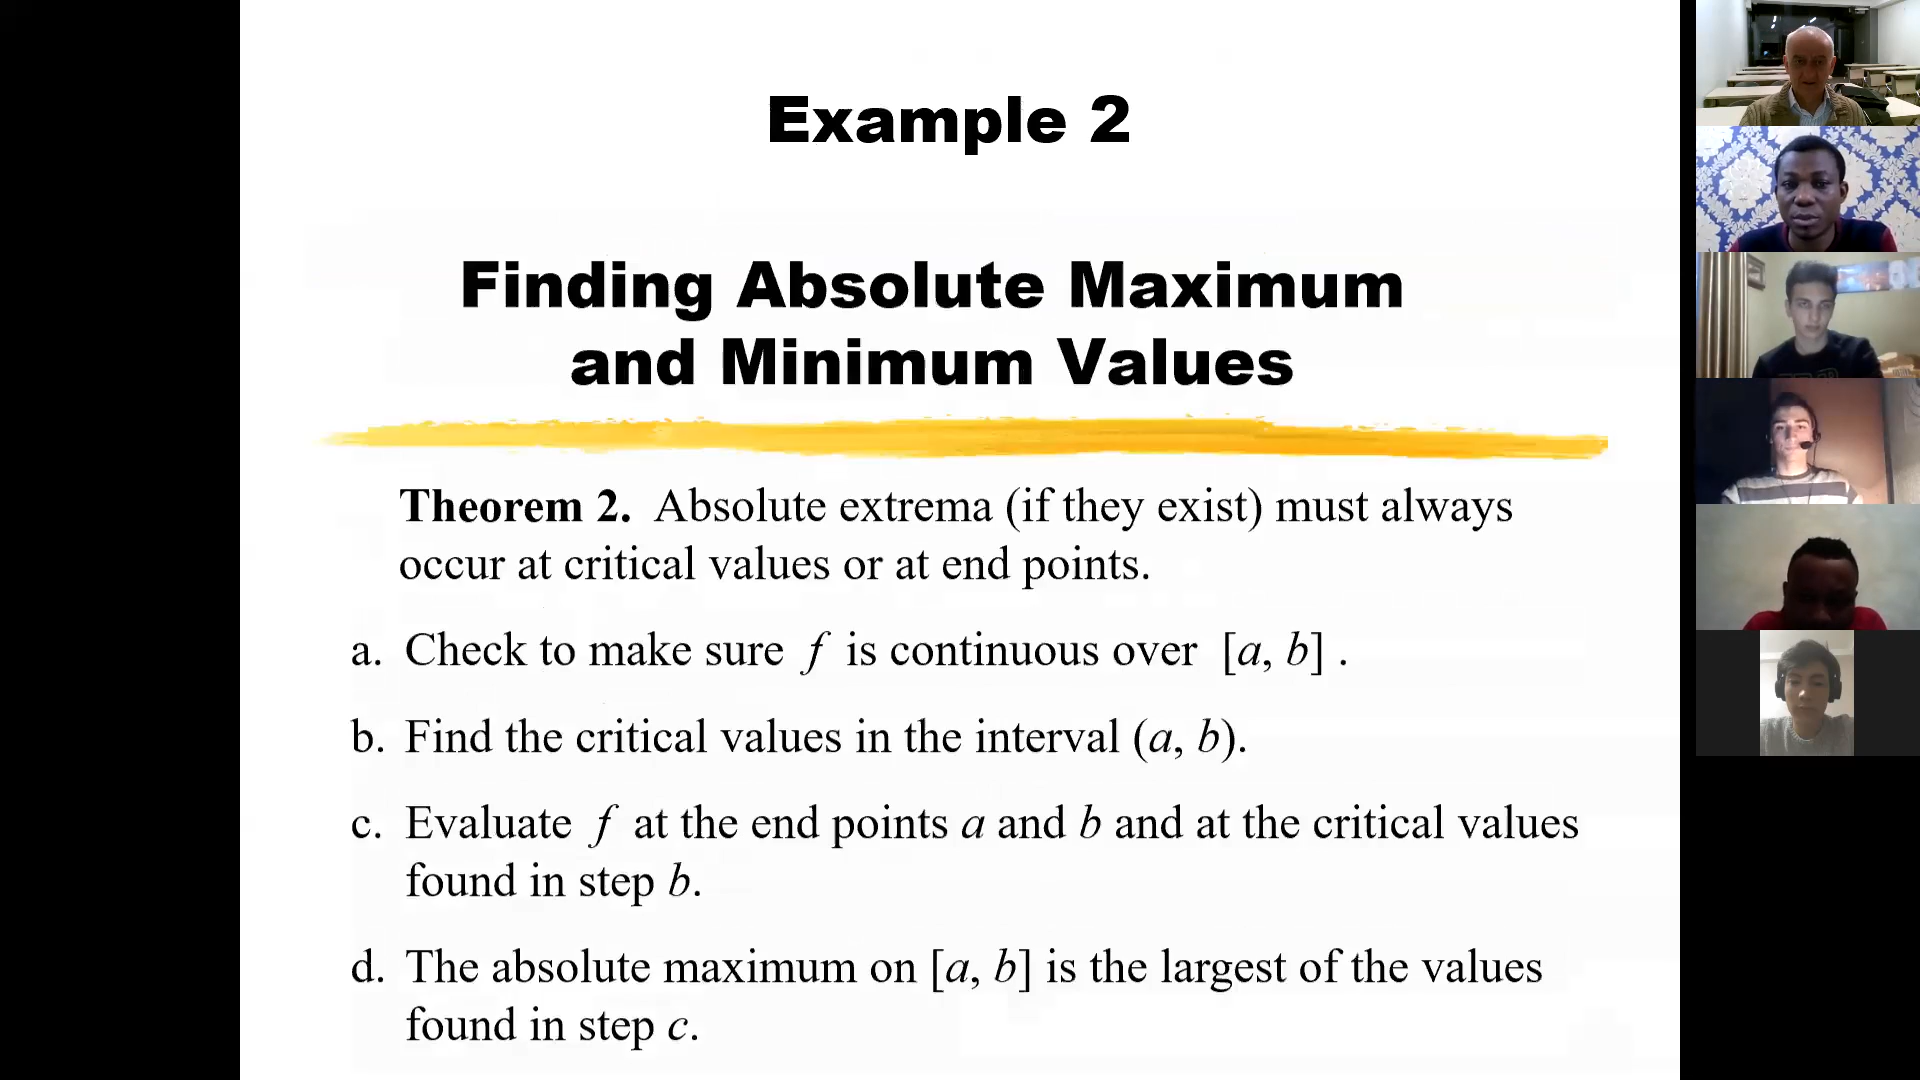 Example 2
Finding Absolute Maximum
and Minimum Values
Theorem 2. Absolute extrema (if they exist) must always
occur at critical values or at end points.
a. Check to make sure f is continuous over [a, b] .
b. Find the critical values in the interval (a, b).
c. Evaluate f at the end points a and b and at the critical values
found in step b.
d. The absolute maximum on [a, b] is the largest of the values
found in step c.